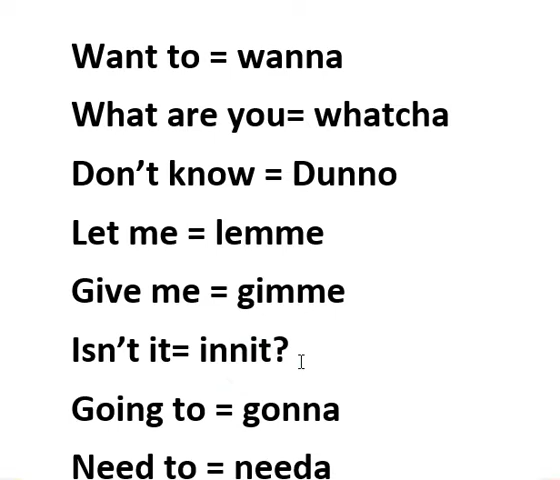 Want to = wanna
What are you= whatcha
Don’t know = Dunno
Let me = lemme
Give me = gimme
Isn’t it= innit?
Going to = gonna
Need to = needa